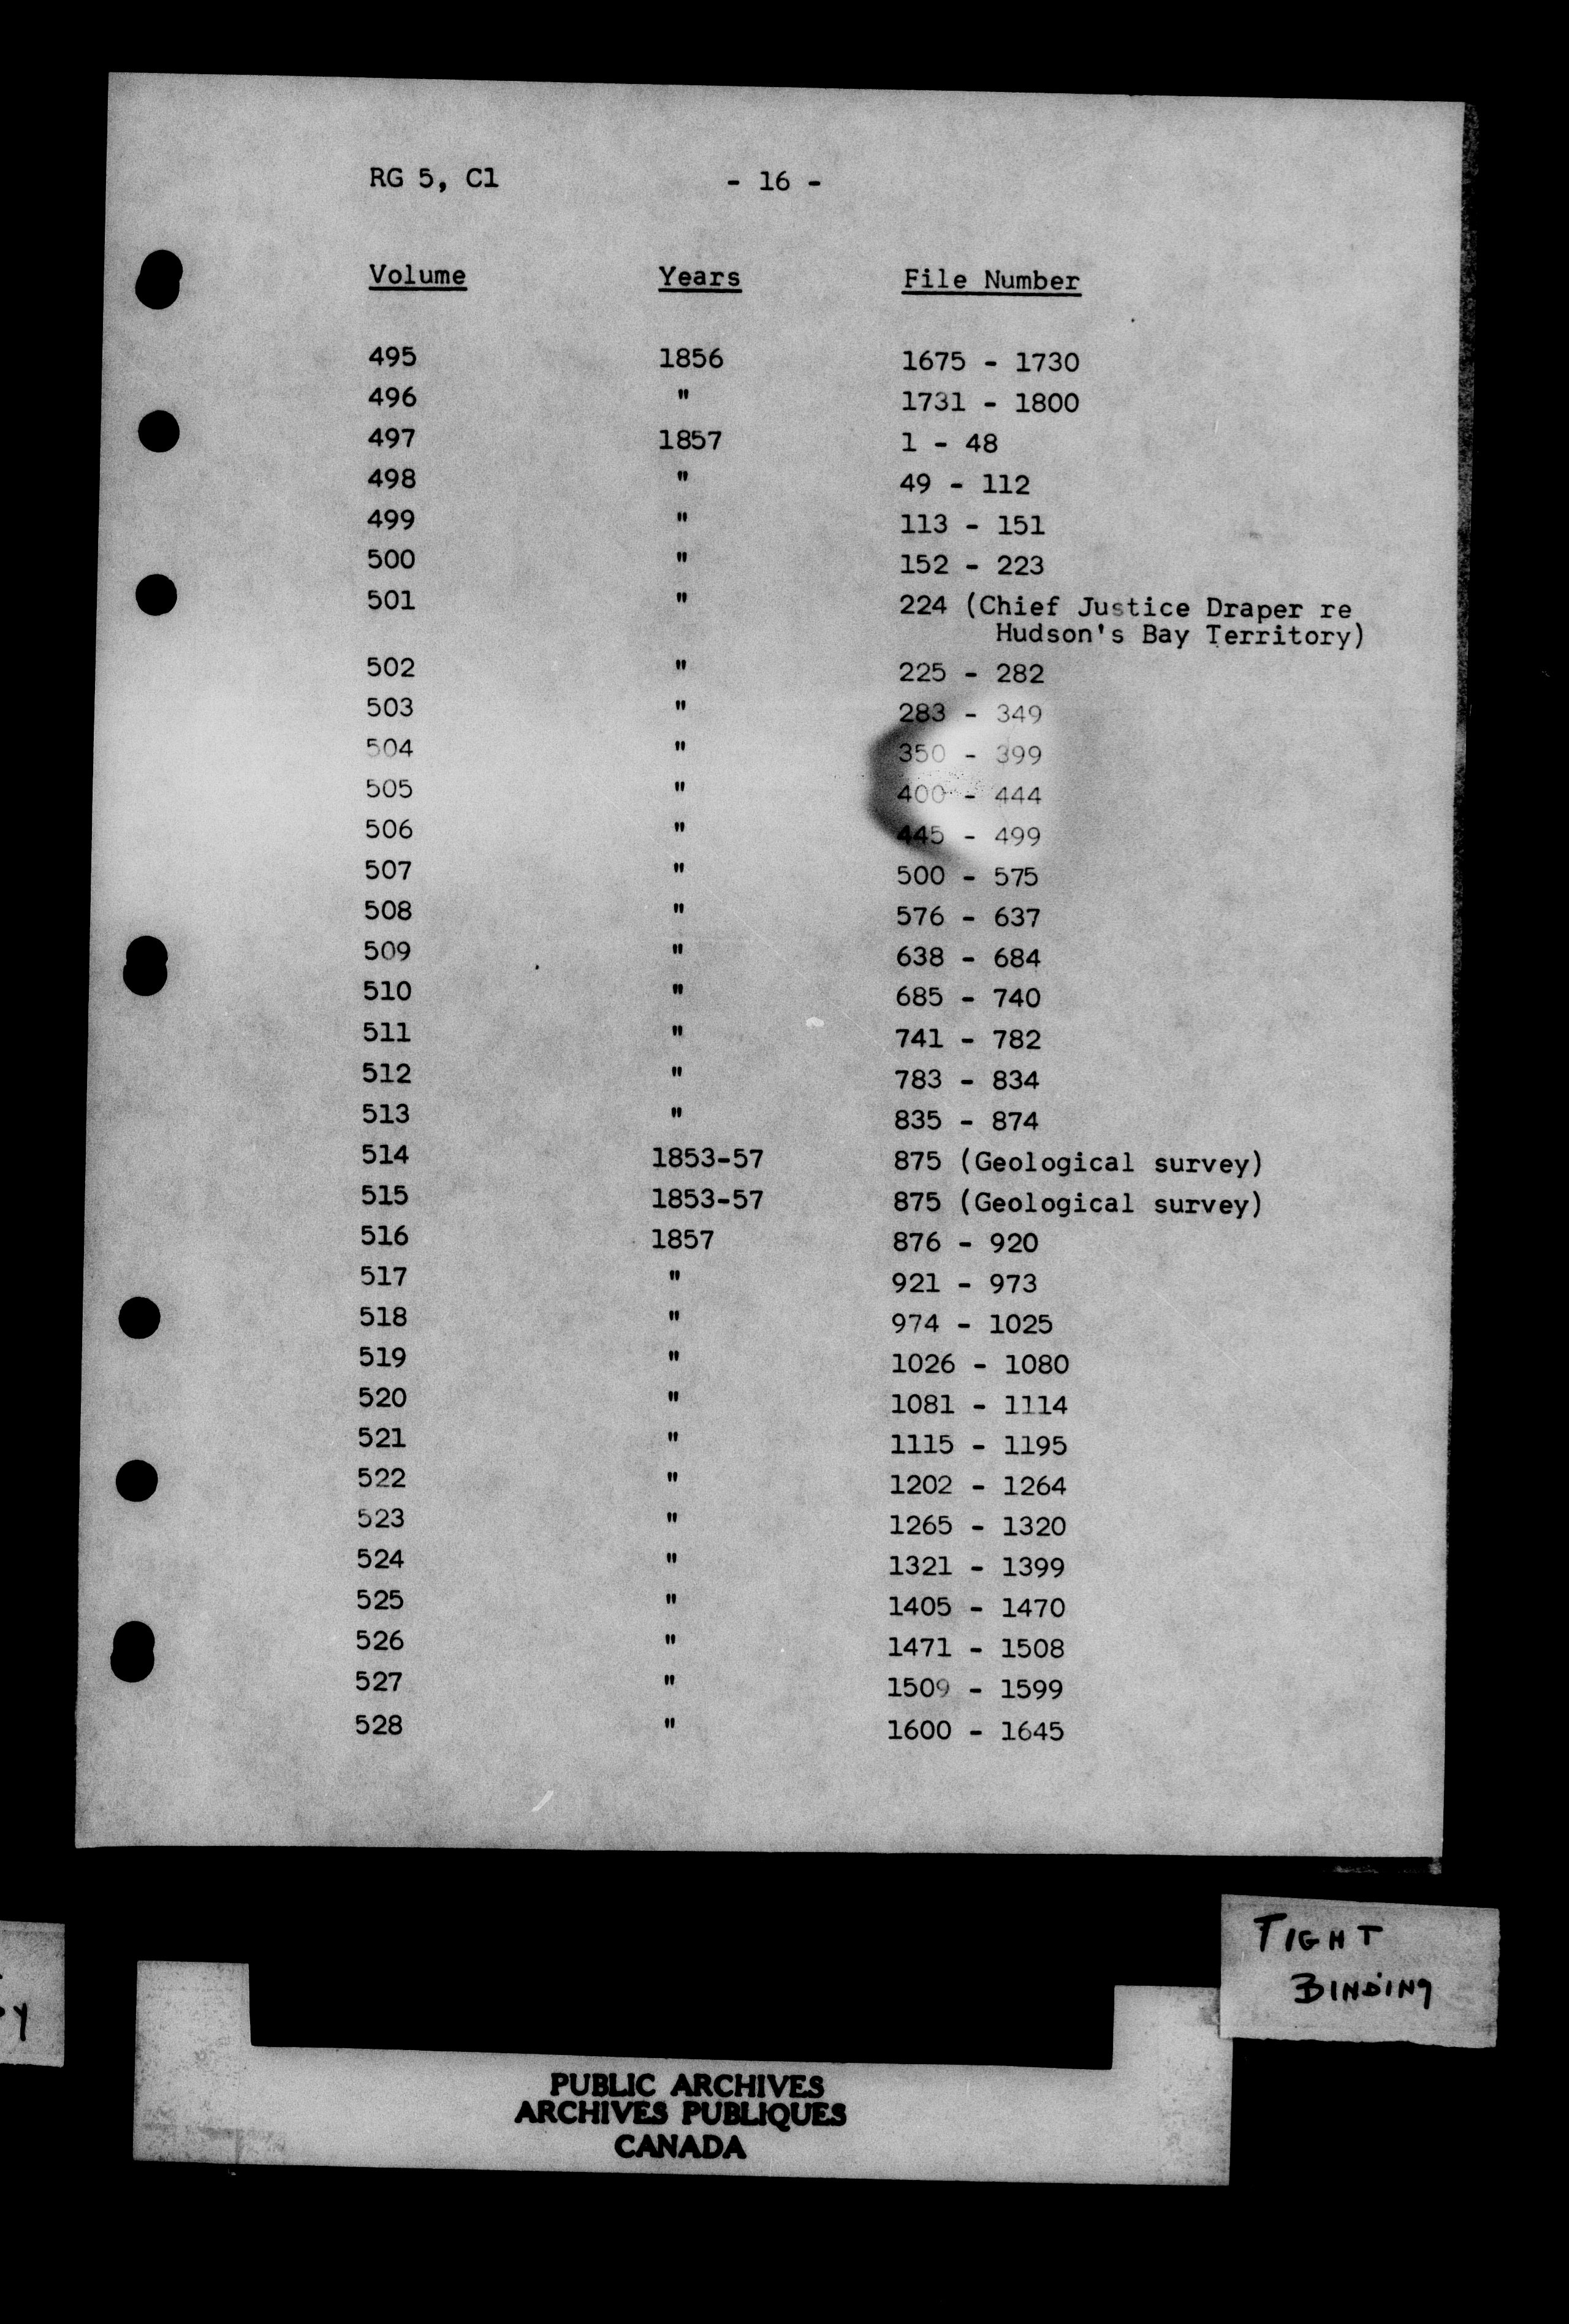 RG 5, C1 - 16 -
Volume Years File Number
495 1856 1675 - 1730
496 " 1731 - 1800
497 1857 1 - 48
498 " 49 - 112
499 " 113 - 151
500 " 152 - 223
501 " 224 (Chief Justice Draper re
Hudson's Bay Territory)
502 " 225 - 282
503 " 283 - 349
504 " 350 - 399
505 " 400 - 444
506 " 445 - 499
507 " 500 - 575
508 " 576 - 637
509 " 638 - 684
510 " 685 - 740
511 " 741 - 782
512 " 783 - 834
513 " 835 - 874
514 1853-57 875 (Geological survey)
515 1853-57 875 (Geological survey)
516 1857 876 - 920
517 " 921 - 973
518 " 974 - 1025
519 " 1026 - 1080
520 " 1081 - 1114
521 " 1115 - 1195
522 " 1202 - 1264
523 " 1265 - 1320
524 " 1321 - 1399
525 " 1405 - 1470
526 " 1471 - 1508
527 " 1509 - 1599
528 " 1600 - 1645
TIGHT
BINDING
PUBLIC ARCHIVES
ARCHIVES PUBLIQUES
CANADA